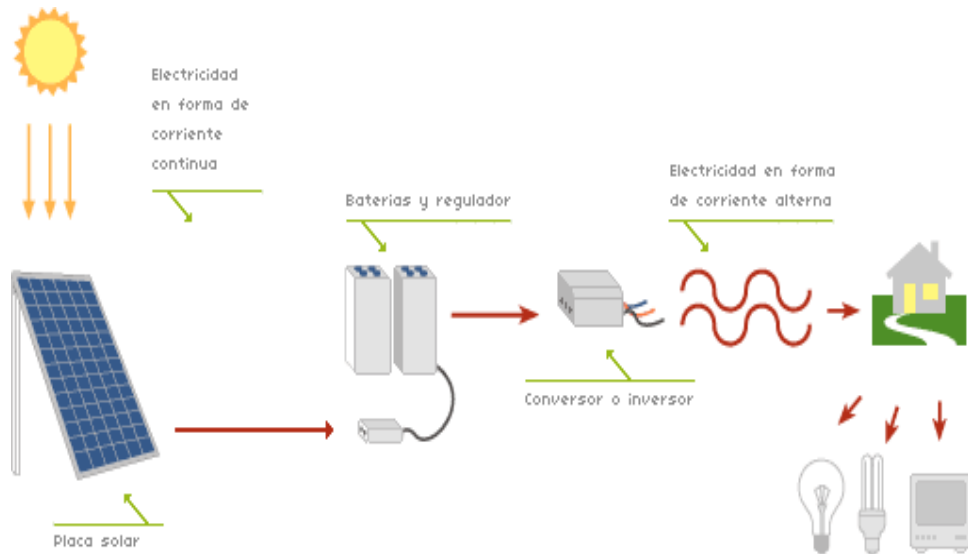 Electricidad
en forma de
corriente
continua
Baterias y regulador
Electricidad en forma
de corriente alterna
Conversor o inversor
Placa solar